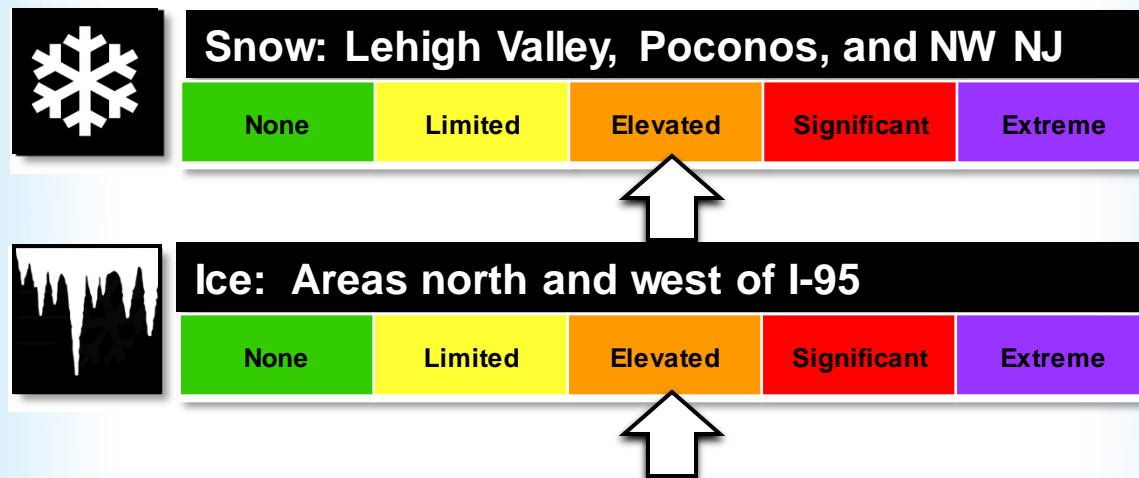 Snow: Lehigh Valley, Poconos, and NW NJ
None Limited Elevated Significant Extreme
Ice: Areas north and west of I-95
None Limited Elevated Significant Extreme